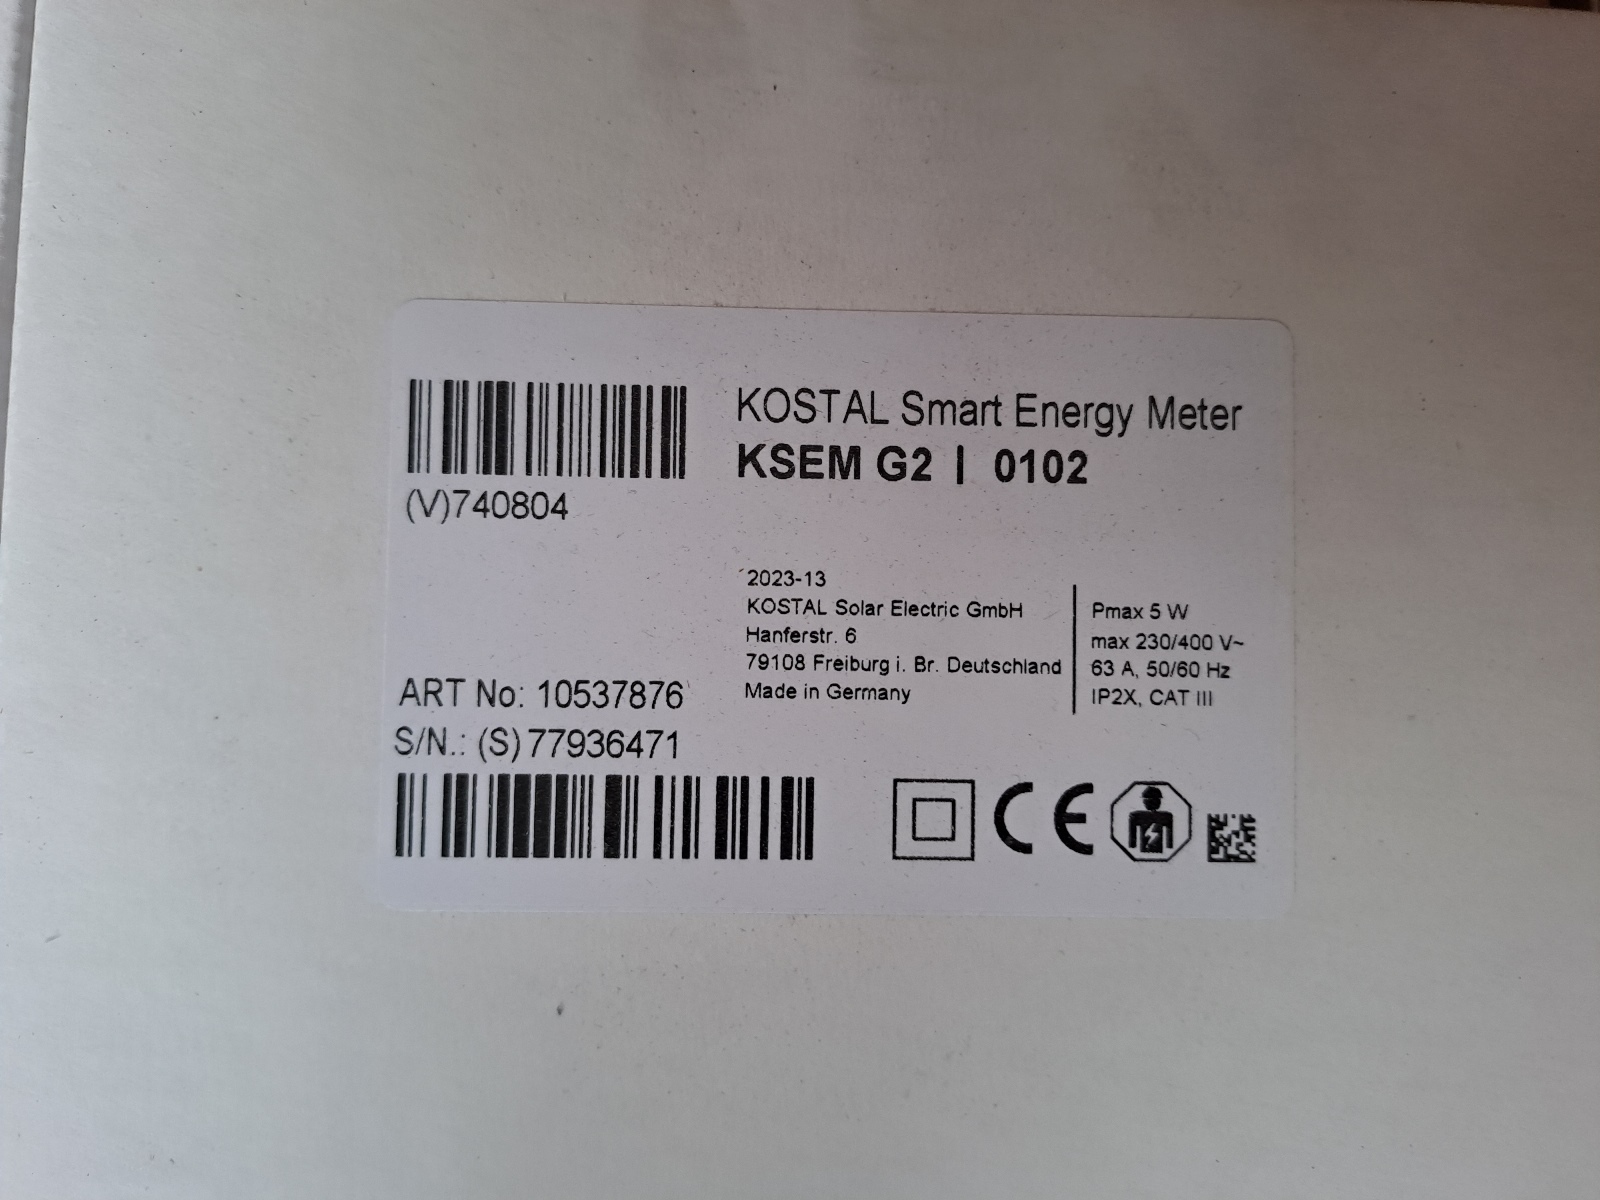 KOSTAL Smart Energy Meter
KSEM G2 | 0102
(V)740804
2023-13
KOSTAL Solar Electric GmbH
Hanferstr. 6
79108 Freiburg i. Br. Deutschland
Made in Germany
Pmax 5 W
max 230/400 V~
63 A, 50/60 Hz
IP2X, CAT III
ART No: 10537876
S/N.: (S)77936471
CE